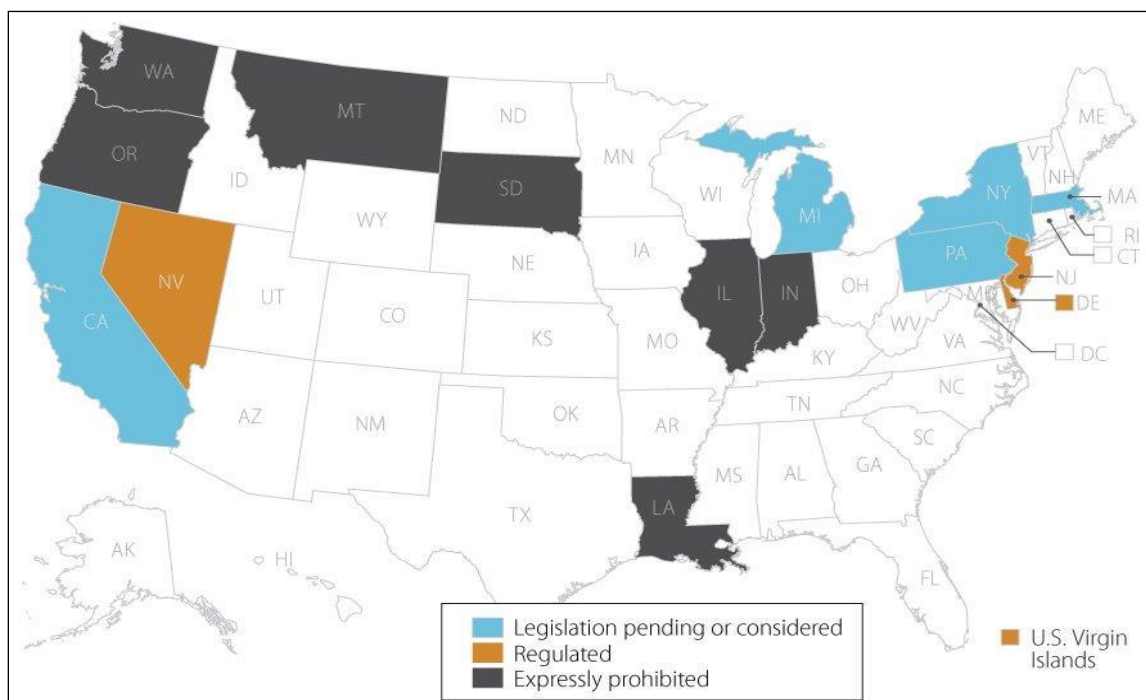 WA
MT
ND
ME
OR
MN
VT
NH
ID
SD
WI
NY
MA
WY
MI
RI
CT
IA
PA
NE
NJ
NV
IL
IN
OH
MD
DE
UT
CA
CO
WV
KS
MO
VA
DC
KY
NC
TN
AZ
NM
OK
AR
SC
MS
AL
GA
LA
TX
AK
HI
FL
Legislation pending or considered
Regulated
Expressly prohibited
U.S. Virgin
Islands